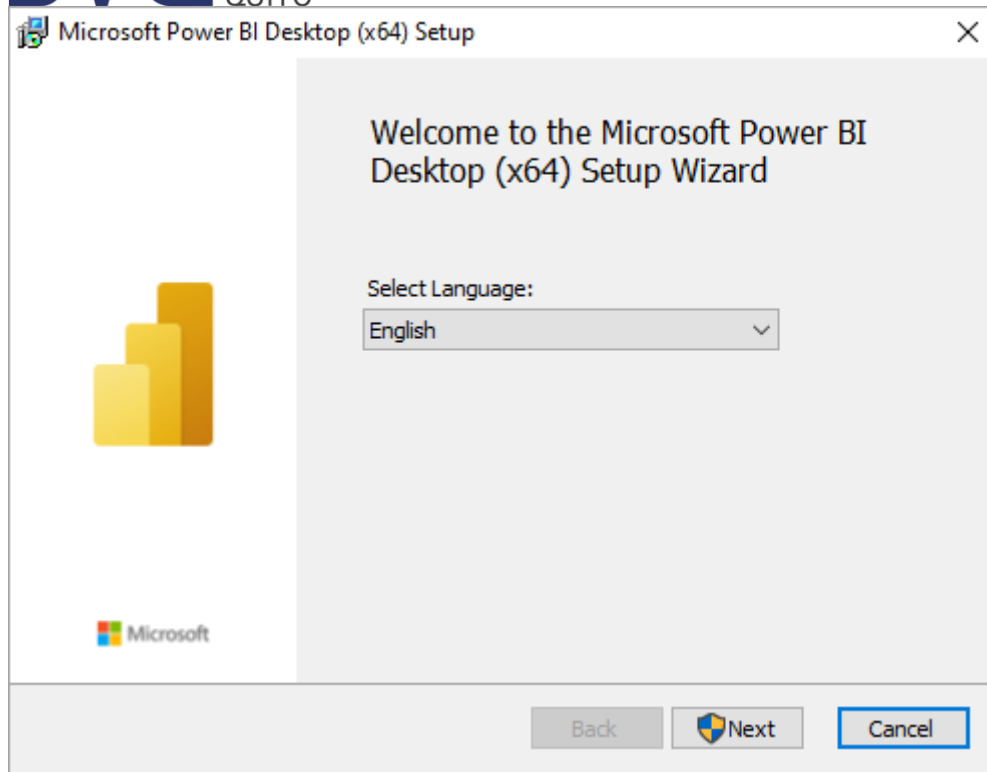 Microsoft Power BI Desktop (x64) Setup
Welcome to the Microsoft Power BI
Desktop (x64) Setup Wizard
Select Language:
English
Microsoft
Back
Next
Cancel